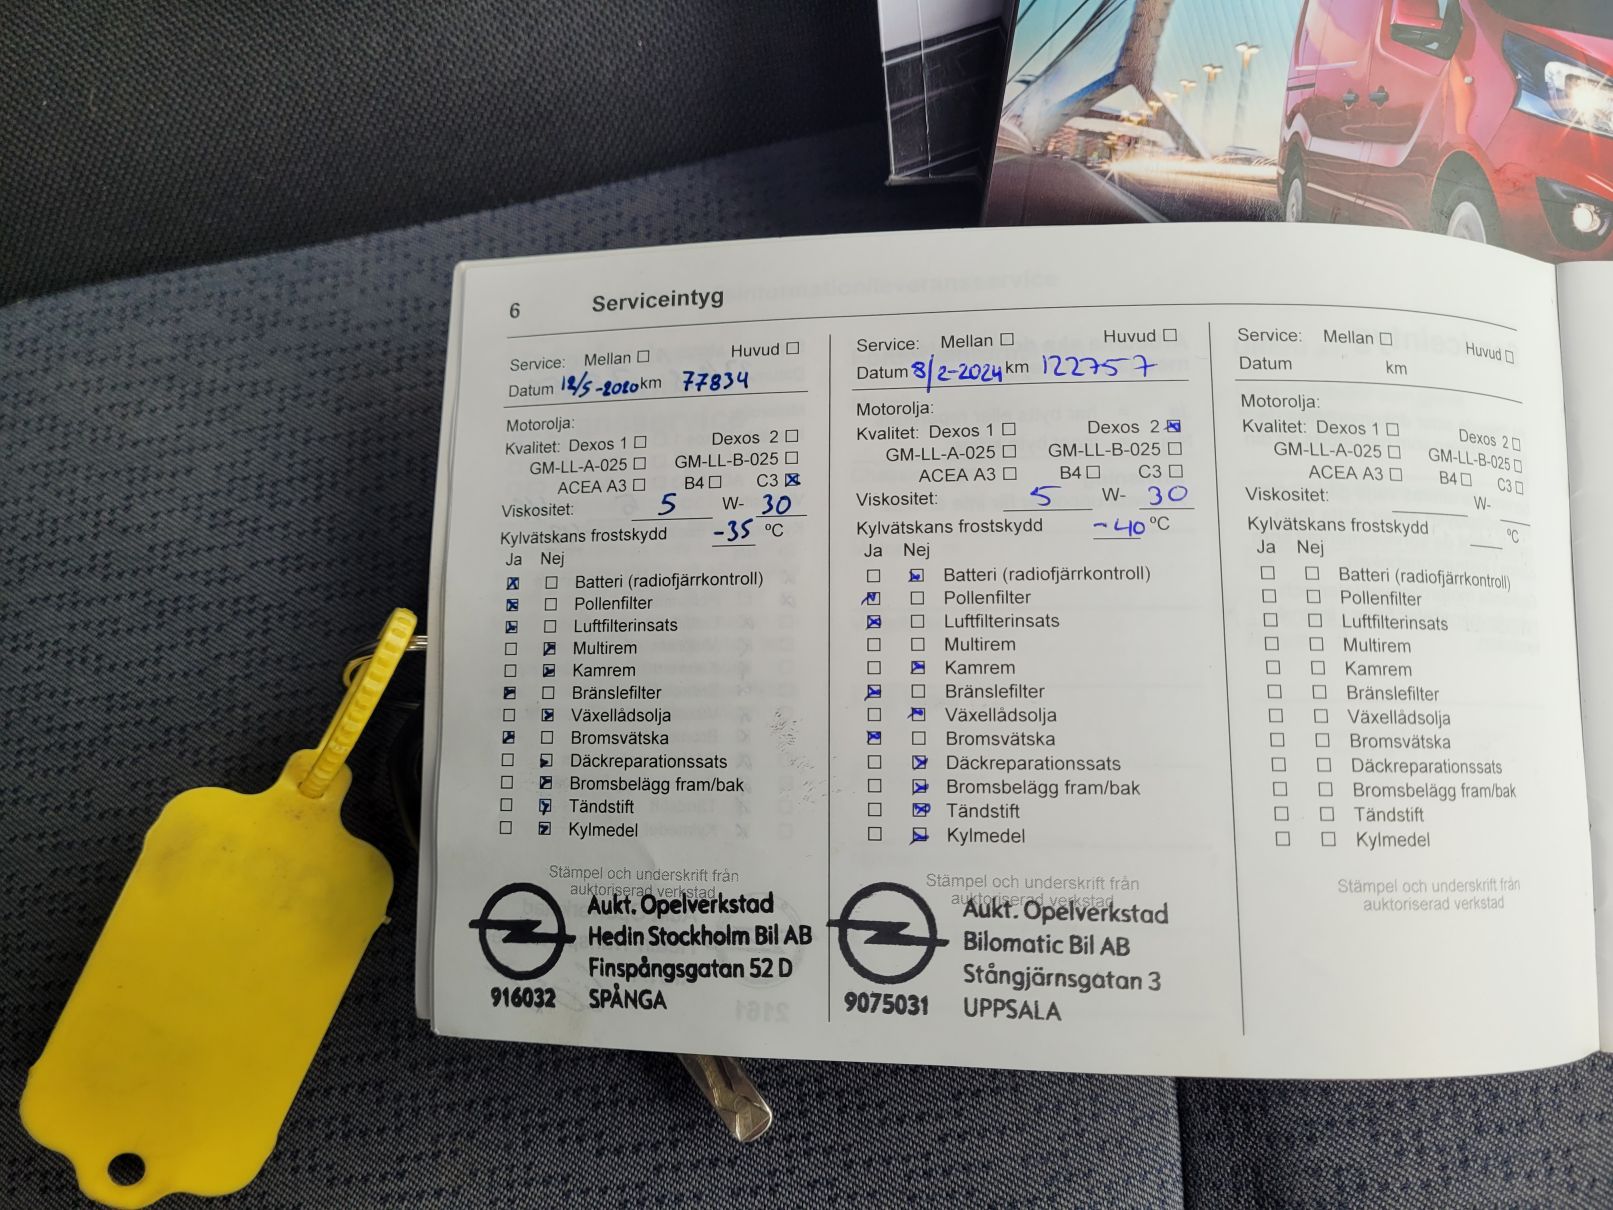 6 Serviceintyg
Service: Mellan ☐ Huvud ☐
Datum 12/5-2020 km 77834
Motorolja:
Kvalitet: Dexos 1 ☐ Dexos 2 ☐
GM-LL-A-025 ☐ GM-LL-B-025 ☐
ACEA A3 ☐ B4 ☐ C3 ☒
Viskositet: 5 W- 30
Kylvätskans frostskydd -35 °C
Ja Nej
☒ ☐ Batteri (radiofjärrkontroll)
☒ ☐ Pollenfilter
☒ ☐ Luftfilterinsats
☐ ☒ Multirem
☐ ☒ Kamrem
☒ ☐ Bränslefilter
☐ ☒ Växellådsolja
☒ ☐ Bromsvätska
☐ ☒ Däckreparationssats
☐ ☒ Bromsbelägg fram/bak
☐ ☒ Tändstift
☐ ☒ Kylmedel
Stämpel och underskrift från
auktoriserad verkstad
Aukt. Opelverkstad
Hedin Stockholm Bil AB
Finspångsgatan 52 D
916032 SPÅNGA
Service: Mellan ☐ Huvud ☐
Datum 8/2-2024 km 122757
Motorolja:
Kvalitet: Dexos 1 ☐ Dexos 2 ☒
GM-LL-A-025 ☐ GM-LL-B-025 ☐
ACEA A3 ☐ B4 ☐ C3 ☐
Viskositet: 5 W- 30
Kylvätskans frostskydd -40 °C
Ja Nej
☐ ☒ Batteri (radiofjärrkontroll)
☒ ☐ Pollenfilter
☒ ☐ Luftfilterinsats
☐ ☐ Multirem
☐ ☒ Kamrem
☒ ☐ Bränslefilter
☐ ☒ Växellådsolja
☒ ☐ Bromsvätska
☐ ☒ Däckreparationssats
☐ ☒ Bromsbelägg fram/bak
☐ ☒ Tändstift
☐ ☒ Kylmedel
Stämpel och underskrift från
auktoriserad verkstad
Aukt. Opelverkstad
Bilomatic Bil AB
Stångjärnsgatan 3
9075031 UPPSALA
Service: Mellan ☐ Huvud ☐
Datum km
Motorolja:
Kvalitet: Dexos 1 ☐ Dexos 2 ☐
GM-LL-A-025 ☐ GM-LL-B-025 ☐
ACEA A3 ☐ B4 ☐ C3 ☐
Viskositet: W-
Kylvätskans frostskydd °C
Ja Nej
☐ ☐ Batteri (radiofjärrkontroll)
☐ ☐ Pollenfilter
☐ ☐ Luftfilterinsats
☐ ☐ Multirem
☐ ☐ Kamrem
☐ ☐ Bränslefilter
☐ ☐ Växellådsolja
☐ ☐ Bromsvätska
☐ ☐ Däckreparationssats
☐ ☐ Bromsbelägg fram/bak
☐ ☐ Tändstift
☐ ☐ Kylmedel
Stämpel och underskrift från
auktoriserad verkstad